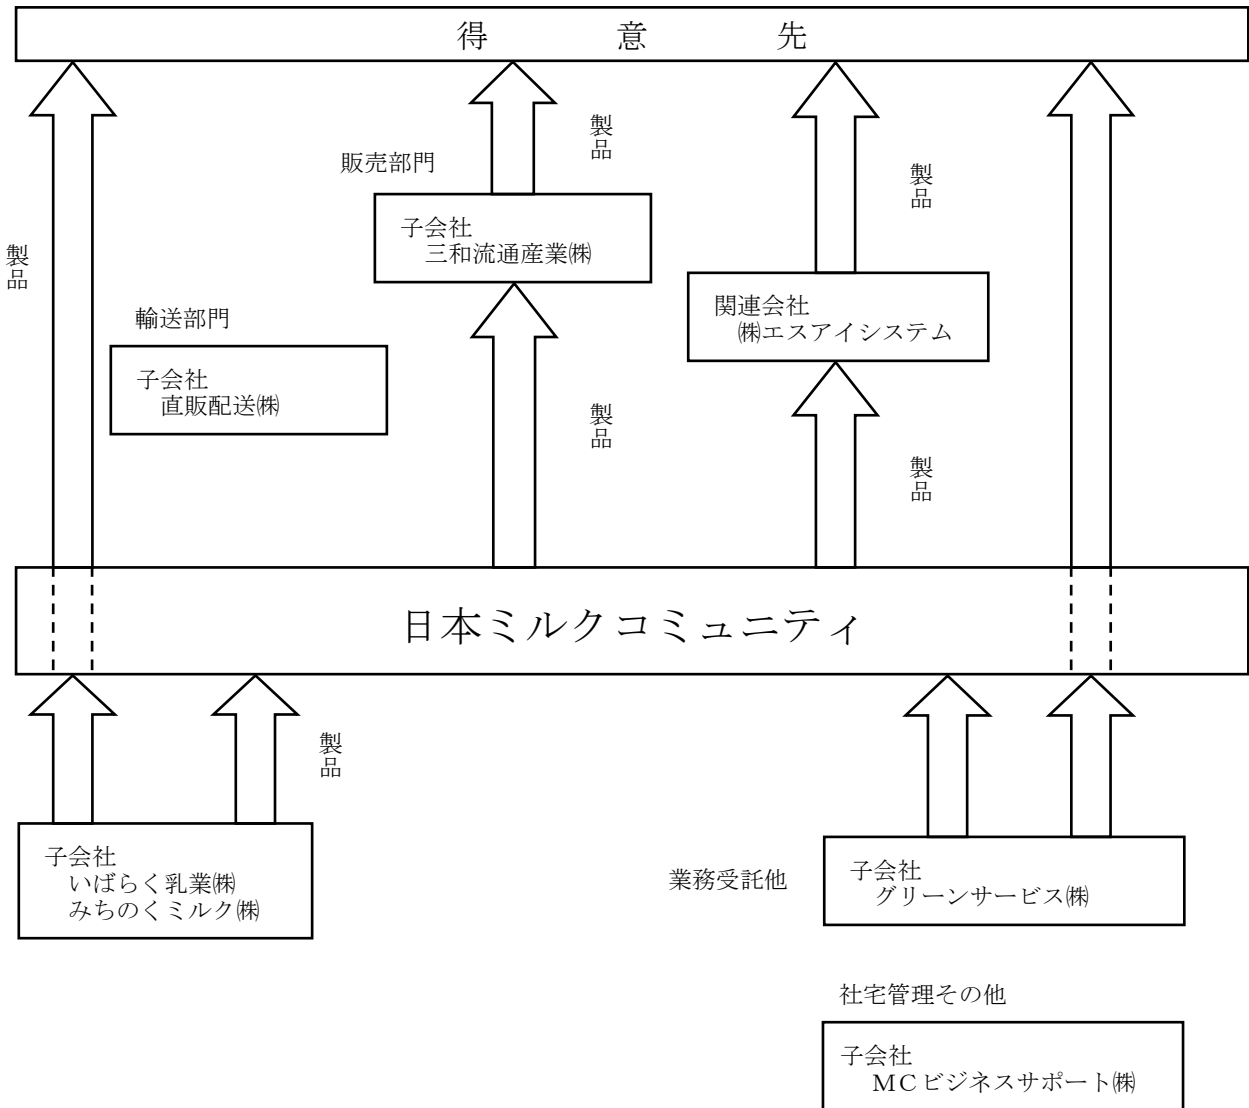 得意先
製品
販売部門
子会社
三和流通産業㈱
製品
製品
関連会社
㈱エスアイシステム
輸送部門
子会社
直販配送㈱
製品
製品
日本ミルクコミュニティ
製品
子会社
いばらく乳業㈱
みちのくミルク㈱
業務受託他
子会社
グリーンサービス㈱
社宅管理その他
子会社
ＭＣビジネスサポート㈱